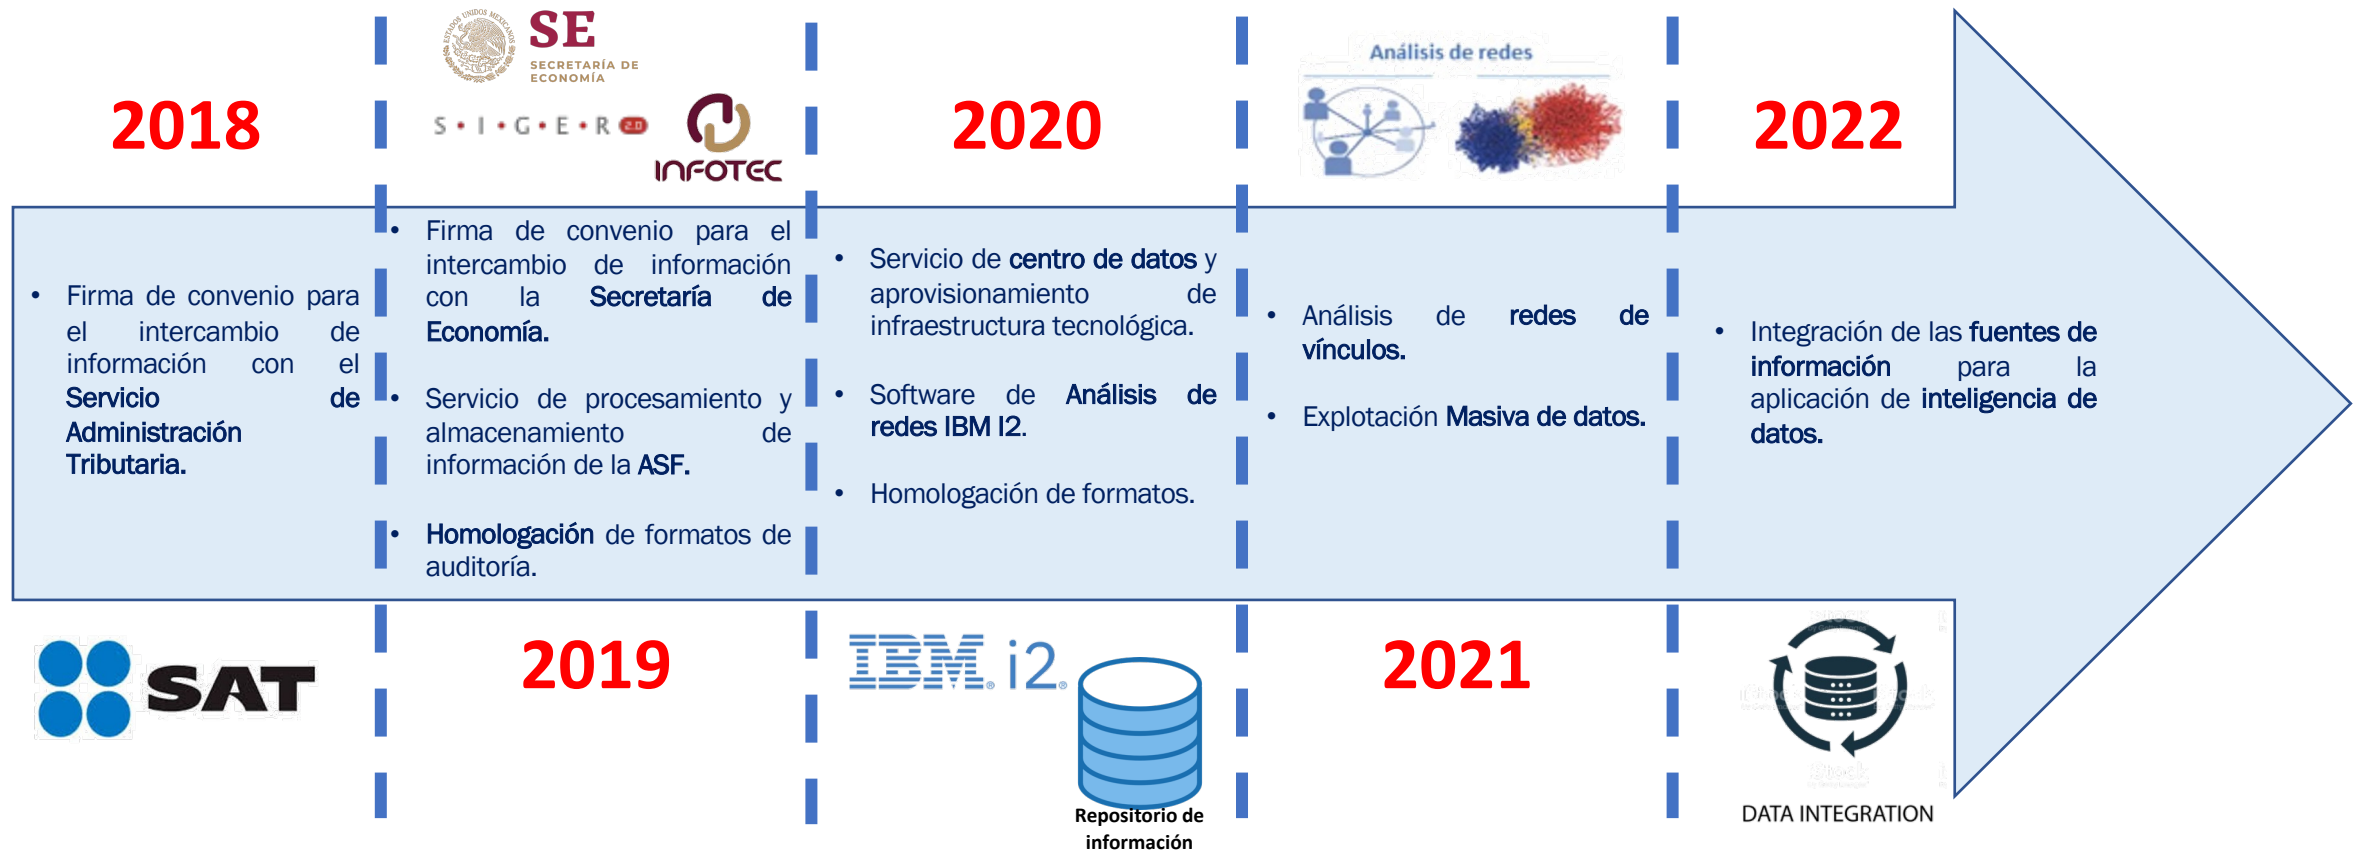 2018
• Firma de convenio para
el intercambio de
información con el
Servicio de
Administración
Tributaria.
SAT
SE
SECRETARÍA DE
ECONOMÍA
S•I•G•E•R 2.0
INFOTEC
• Firma de convenio para el
intercambio de información
con la Secretaría de
Economía.
• Servicio de procesamiento y
almacenamiento de
información de la ASF.
• Homologación de formatos de
auditoría.
2019
2020
• Servicio de centro de datos y
aprovisionamiento de
infraestructura tecnológica.
• Software de Análisis de
redes IBM I2.
• Homologación de formatos.
IBM® i2®
Repositorio de
información
Análisis de redes
• Análisis de redes de
vínculos.
• Explotación Masiva de datos.
2021
2022
• Integración de las fuentes de
información para la
aplicación de inteligencia de
datos.
DATA INTEGRATION